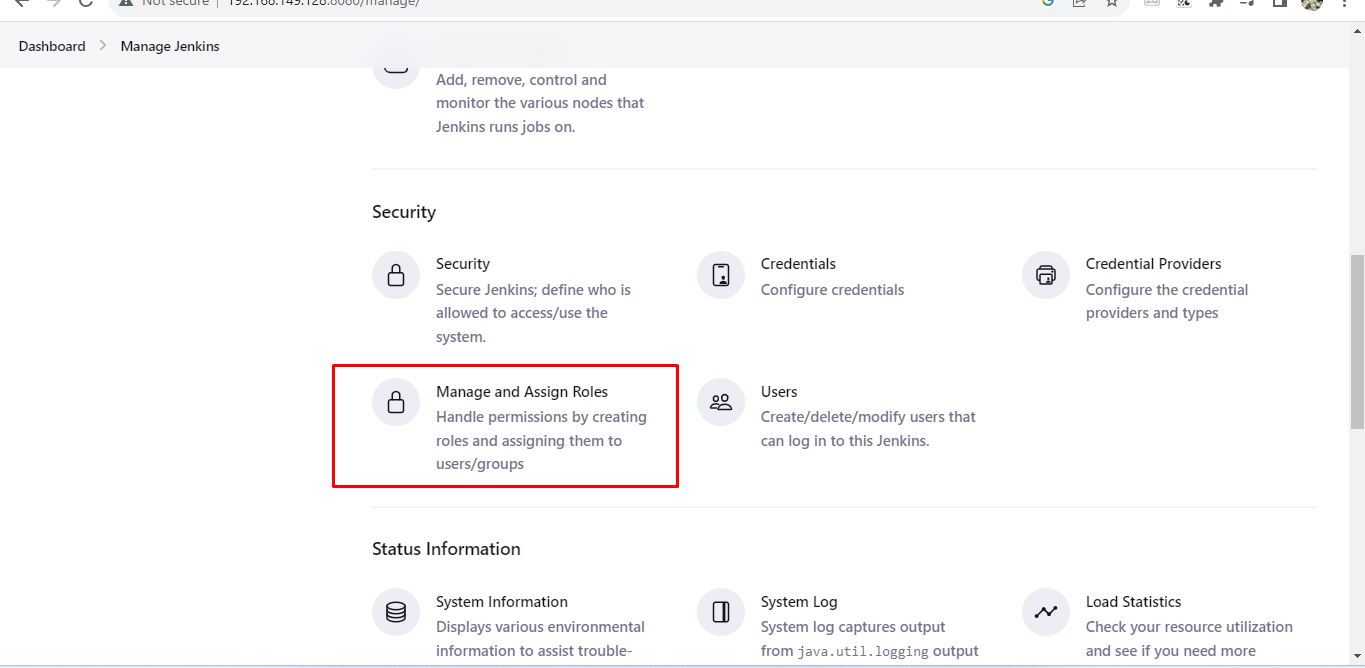 Not secure | 192.168.149.128:8080/manage/
Dashboard > Manage Jenkins
Add, remove, control and
monitor the various nodes that
Jenkins runs jobs on.
Security
Security
Secure Jenkins; define who is
allowed to access/use the
system.
Credentials
Configure credentials
Credential Providers
Configure the credential
providers and types
Manage and Assign Roles
Handle permissions by creating
roles and assigning them to
users/groups
Users
Create/delete/modify users that
can log in to this Jenkins.
Status Information
System Information
Displays various environmental
information to assist trouble-
System Log
System log captures output
from java.util.logging output
Load Statistics
Check your resource utilization
and see if you need more